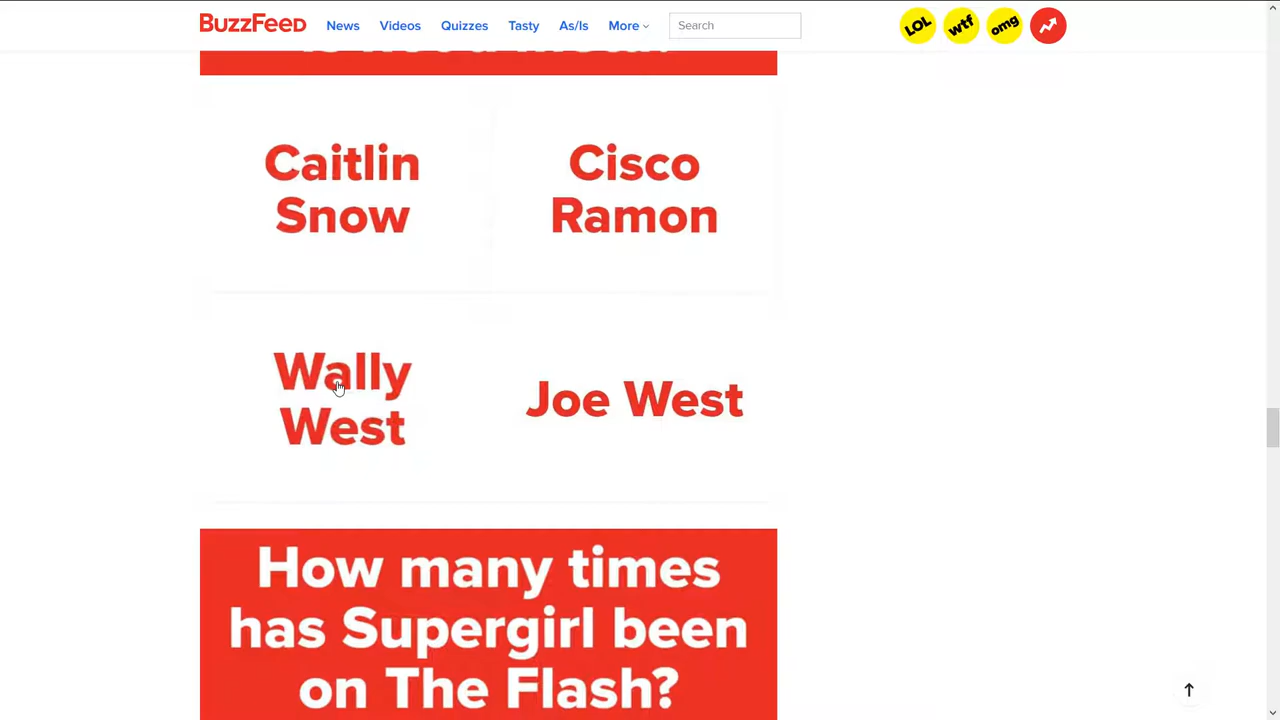 BuzzFeed News Videos Quizzes Tasty As/Is More Search LOL wtf omg
Caitlin
Snow
Cisco
Ramon
Wally
West
Joe West
How many times
has Supergirl been
on The Flash?